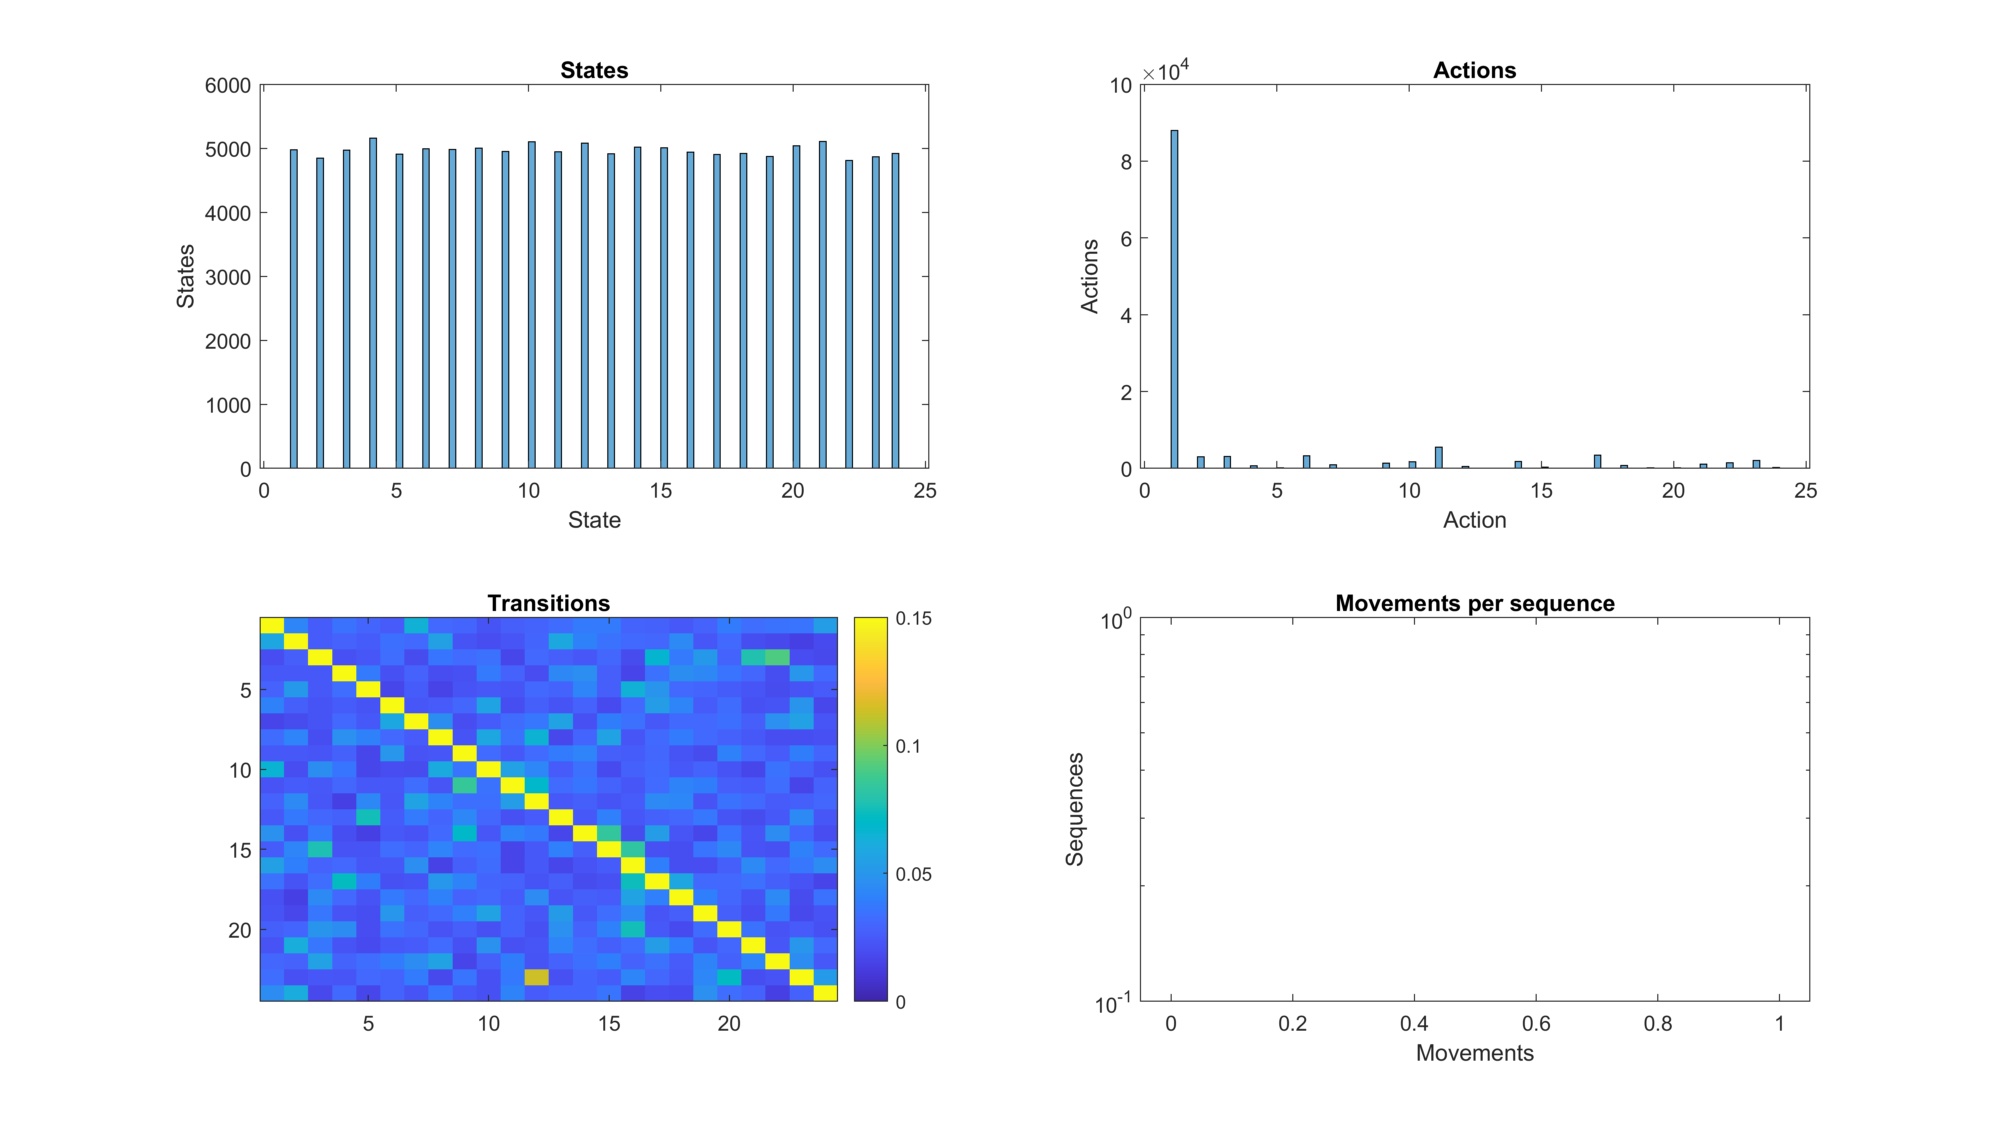 States
6000
5000
4000
3000
2000
1000
0
States
0 5 10 15 20 25
State
Actions
×10^4
10
8
6
4
2
0
Actions
0 5 10 15 20 25
Action
Transitions
5
10
15
20
5 10 15 20
0.15
0.1
0.05
0
Movements per sequence
10^0
10^-1
Sequences
0 0.2 0.4 0.6 0.8 1
Movements